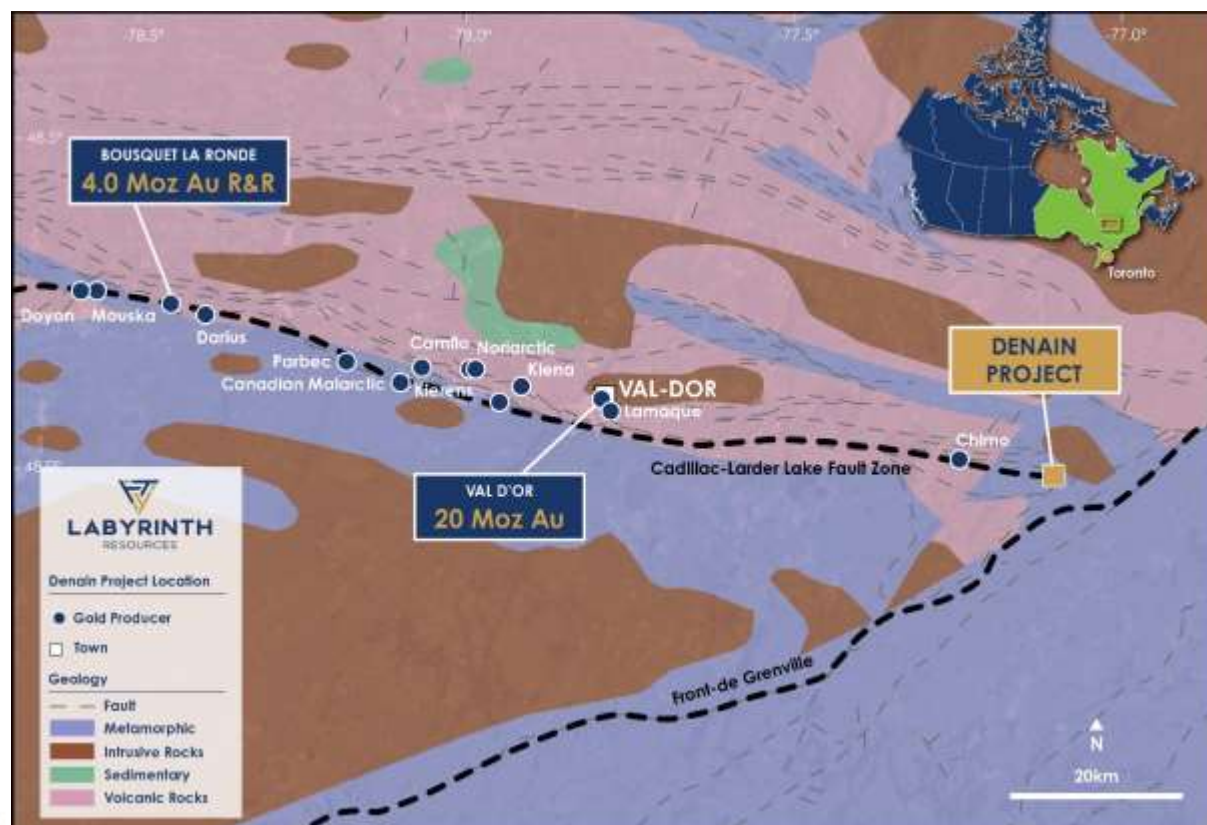 -78.5°
-78.0°
-77.5°
-77.0°
48.5°
BOUSQUET LA RONDE
4.0 Moz Au R&R
Toronto
Doyon
Mouska
Darius
Parbec
Canadian Malarctic
Camflo
Norlarctic
Kiena
Kierens
VAL-DOR
Lamaque
DENAIN
PROJECT
Chimo
Cadillac-Larder Lake Fault Zone
VAL D'OR
20 Moz Au
LABYRINTH
RESOURCES
Denain Project Location
Gold Producer
Town
Geology
Fault
Metamorphic
Intrusive Rocks
Sedimentary
Volcanic Rocks
Front-de Grenville
N
20km